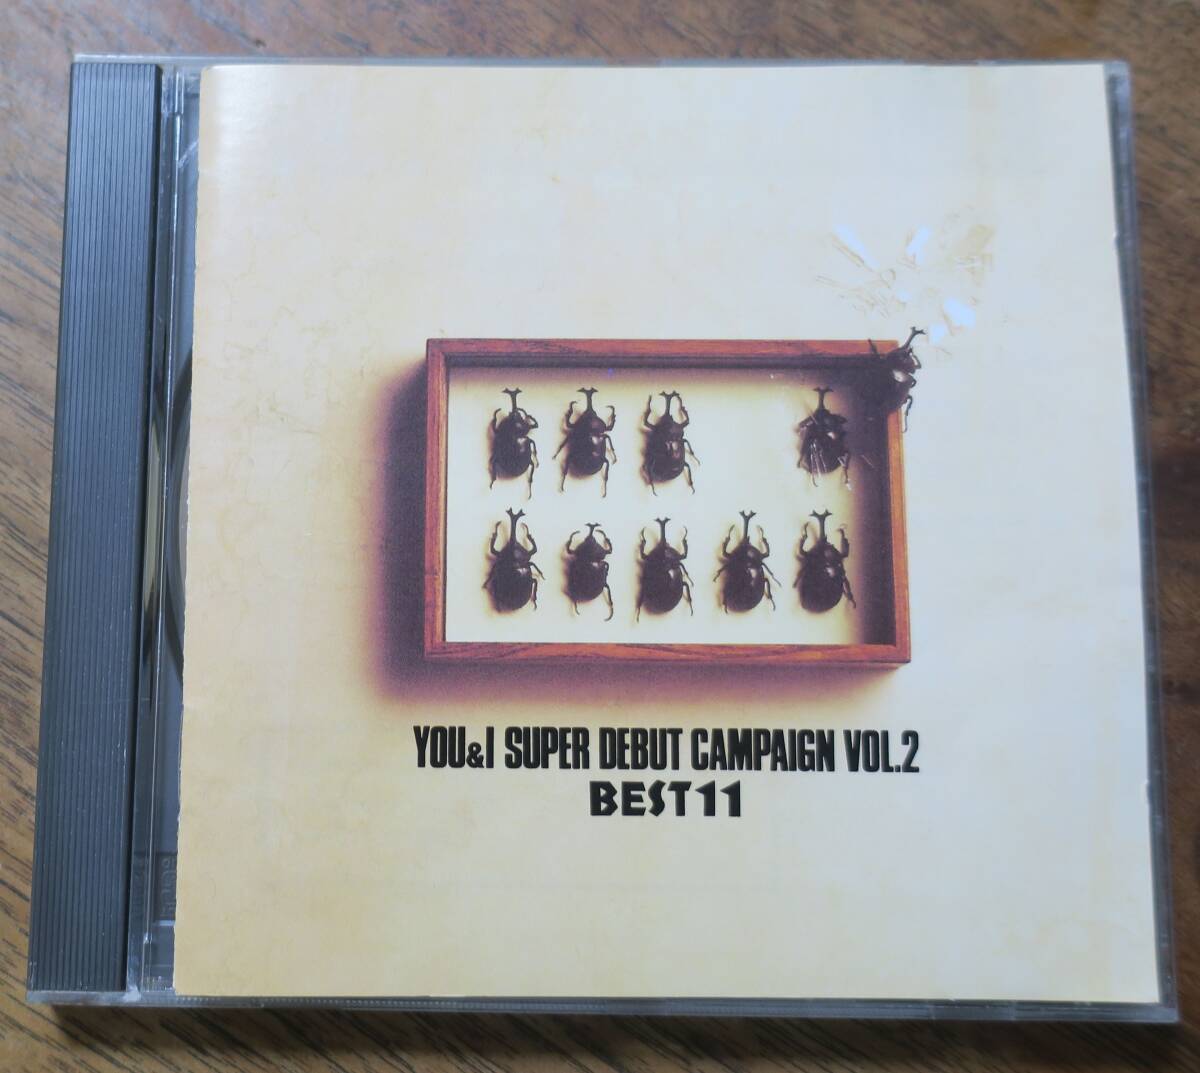 YOU&I SUPER DEBUT CAMPAIGN VOL.2
BEST11